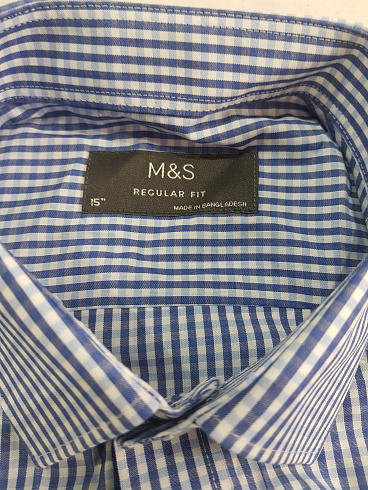 M&S
REGULAR FIT
15"
MADE IN BANGLADESH